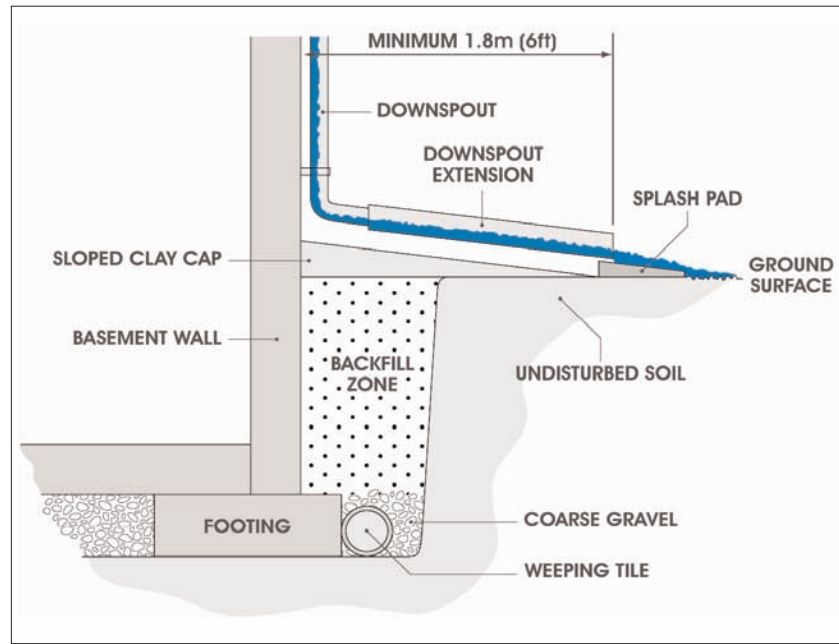 MINIMUM 1.8m (6ft)
DOWNSPOUT
DOWNSPOUT
EXTENSION
SPLASH PAD
SLOPED CLAY CAP
GROUND
SURFACE
BASEMENT WALL
BACKFILL
ZONE
UNDISTURBED SOIL
FOOTING
COARSE GRAVEL
WEEPING TILE